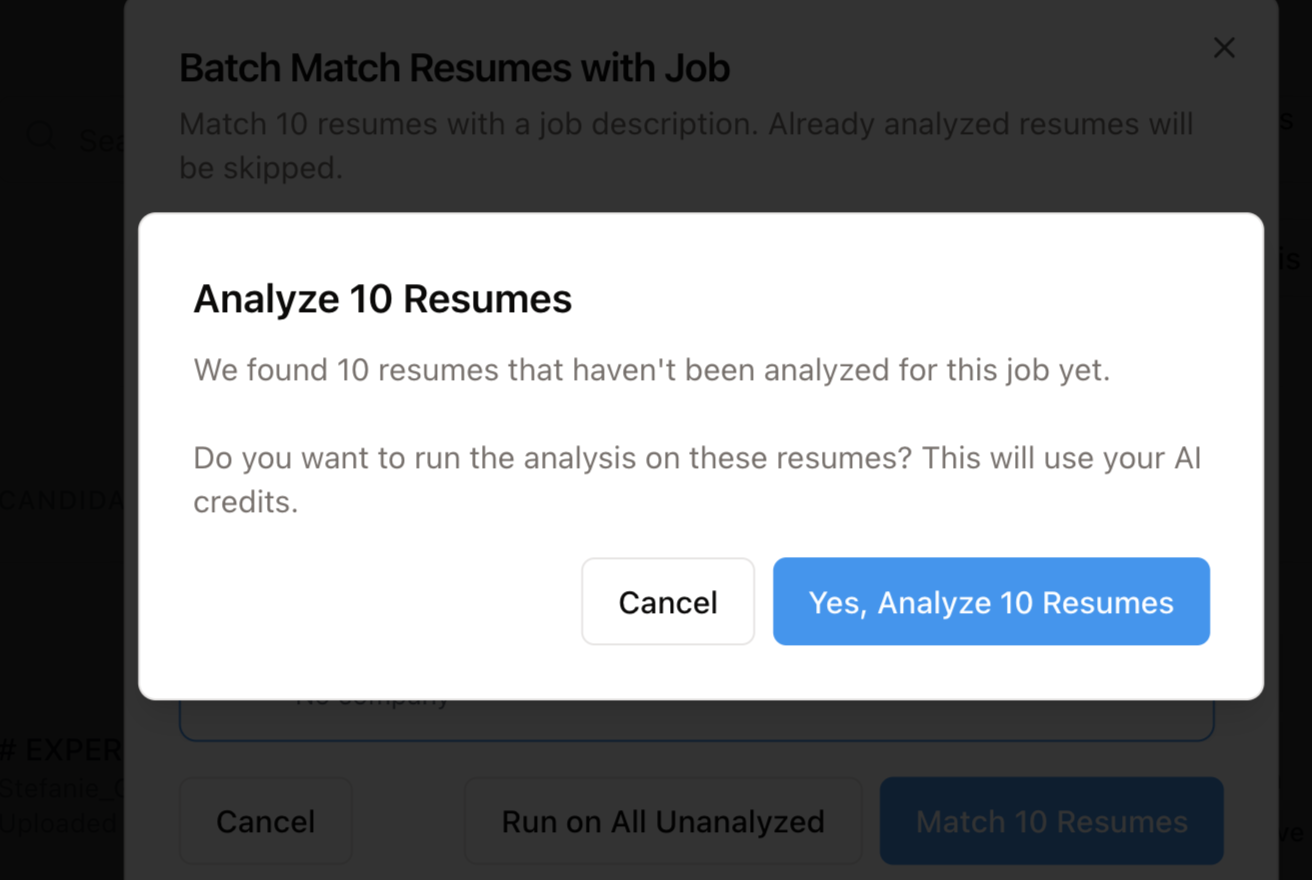 Batch Match Resumes with Job
Match 10 resumes with a job description. Already analyzed resumes will
be skipped.
Analyze 10 Resumes
We found 10 resumes that haven't been analyzed for this job yet.
Do you want to run the analysis on these resumes? This will use your AI
credits.
Cancel
Yes, Analyze 10 Resumes
No company
CANDIDA
# EXPER
Stefanie_
Uploaded
Cancel
Run on All Unanalyzed
Match 10 Resumes